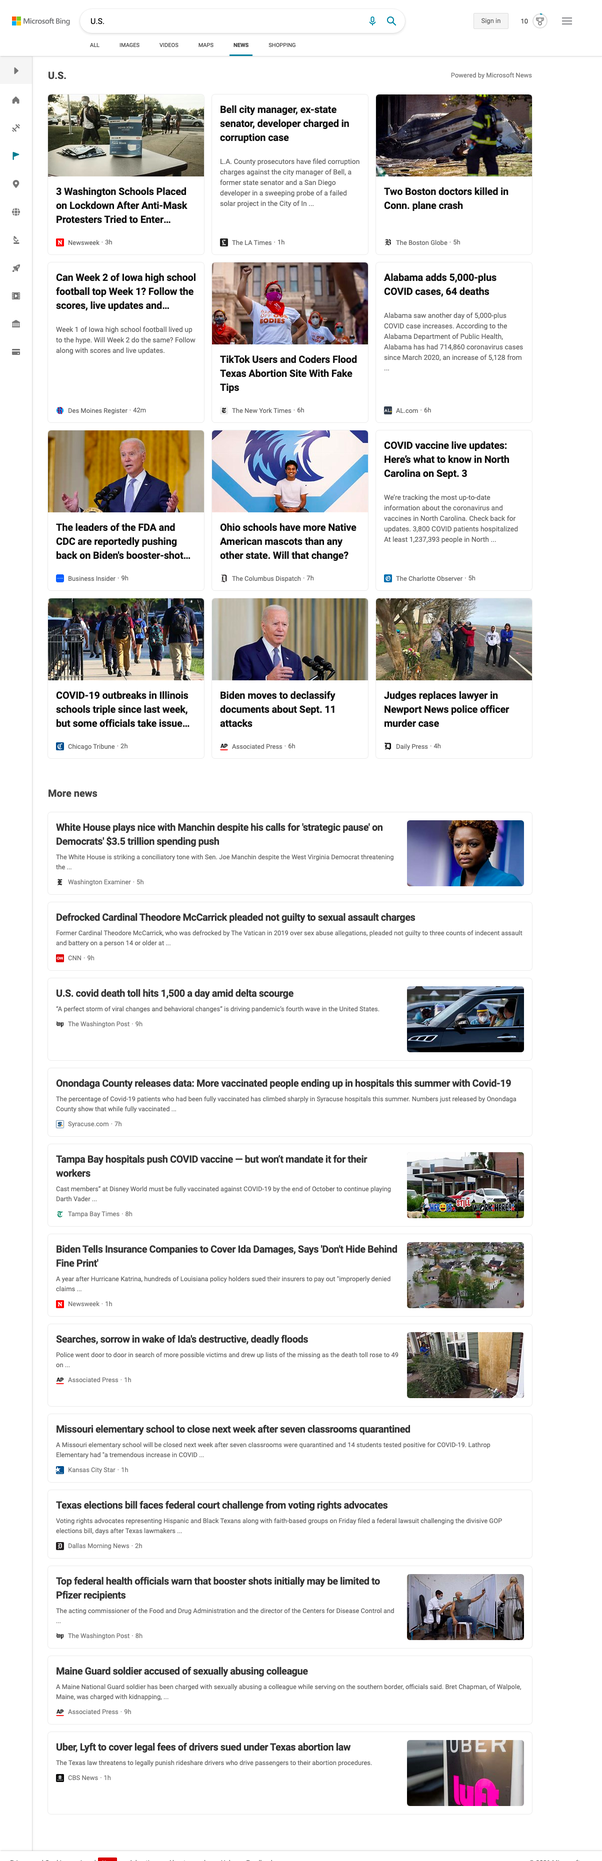 Microsoft Bing
U.S.
Sign in
10
ALL IMAGES VIDEOS MAPS NEWS SHOPPING
U.S.
Powered by Microsoft News
3 Washington Schools Placed
on Lockdown After Anti-Mask
Protesters Tried to Enter...
Newsweek · 3h
Bell city manager, ex-state
senator, developer charged in
corruption case
L.A. County prosecutors have filed corruption
charges against the city manager of Bell, a
former state senator and a San Diego
developer in a sweeping probe of a failed
solar project in the City of In ...
The LA Times · 1h
Two Boston doctors killed in
Conn. plane crash
The Boston Globe · 5h
Can Week 2 of Iowa high school
football top Week 1? Follow the
scores, live updates and...
Week 1 of Iowa high school football lived up
to the hype. Will Week 2 do the same? Follow
along with scores and live updates.
Des Moines Register · 42m
BODIES
TikTok Users and Coders Flood
Texas Abortion Site With Fake
Tips
The New York Times · 6h
Alabama adds 5,000-plus
COVID cases, 64 deaths
Alabama saw another day of 5,000-plus
COVID case increases. According to the
Alabama Department of Public Health,
Alabama has had 714,860 coronavirus cases
since March 2020, an increase of 5,128 from
...
AL.com · 6h
The leaders of the FDA and
CDC are reportedly pushing
back on Biden's booster-shot...
Business Insider · 9h
Ohio schools have more Native
American mascots than any
other state. Will that change?
The Columbus Dispatch · 7h
COVID vaccine live updates:
Here's what to know in North
Carolina on Sept. 3
We're tracking the most up-to-date
information about the coronavirus and
vaccines in North Carolina. Check back for
updates. 3,800 COVID patients hospitalized
At least 1,237,393 people in North ...
The Charlotte Observer · 5h
COVID-19 outbreaks in Illinois
schools triple since last week,
but some officials take issue...
Chicago Tribune · 2h
Biden moves to declassify
documents about Sept. 11
attacks
AP Associated Press · 6h
Judges replaces lawyer in
Newport News police officer
murder case
Daily Press · 4h
More news
White House plays nice with Manchin despite his calls for 'strategic pause' on
Democrats' $3.5 trillion spending push
The White House is striking a conciliatory tone with Sen. Joe Manchin despite the West Virginia Democrat threatening
the ...
Washington Examiner · 5h
Defrocked Cardinal Theodore McCarrick pleaded not guilty to sexual assault charges
Former Cardinal Theodore McCarrick, who was defrocked by The Vatican in 2019 over sex abuse allegations, pleaded not guilty to three counts of indecent assault
and battery on a person 14 or older at ...
CNN · 9h
U.S. covid death toll hits 1,500 a day amid delta scourge
"A perfect storm of viral changes and behavioral changes" is driving pandemic's fourth wave in the United States.
The Washington Post · 9h
Onondaga County releases data: More vaccinated people ending up in hospitals this summer with Covid-19
The percentage of Covid-19 patients who had been fully vaccinated has climbed sharply in Syracuse hospitals this summer. Numbers just released by Onondaga
County show that while fully vaccinated ...
Syracuse.com · 7h
Tampa Bay hospitals push COVID vaccine — but won't mandate it for their
workers
Cast members" at Disney World must be fully vaccinated against COVID-19 by the end of October to continue playing
Darth Vader ...
Tampa Bay Times · 8h
Biden Tells Insurance Companies to Cover Ida Damages, Says 'Don't Hide Behind
Fine Print'
A year after Hurricane Katrina, hundreds of Louisiana policy holders sued their insurers to pay out "improperly denied
claims ...
Newsweek · 1h
Searches, sorrow in wake of Ida's destructive, deadly floods
Police went door to door in search of more possible victims and drew up lists of the missing as the death toll rose to 49
on ...
AP Associated Press · 1h
Missouri elementary school to close next week after seven classrooms quarantined
A Missouri elementary school will be closed next week after seven classrooms were quarantined and 14 students tested positive for COVID-19. Lathrop
Elementary had "a tremendous increase in COVID ...
Kansas City Star · 1h
Texas elections bill faces federal court challenge from voting rights advocates
Voting rights advocates representing Hispanic and Black Texans along with faith-based groups on Friday filed a federal lawsuit challenging the divisive GOP
elections bill, days after Texas lawmakers ...
Dallas Morning News · 2h
Top federal health officials warn that booster shots initially may be limited to
Pfizer recipients
The acting commissioner of the Food and Drug Administration and the director of the Centers for Disease Control and
...
The Washington Post · 8h
Maine Guard soldier accused of sexually abusing colleague
A Maine National Guard soldier has been charged with sexually abusing a colleague while serving on the southern border, officials said. Bret Chapman, of Walpole,
Maine, was charged with kidnapping, ...
AP Associated Press · 9h
Uber, Lyft to cover legal fees of drivers sued under Texas abortion law
The Texas law threatens to legally punish rideshare drivers who drive passengers to their abortion procedures.
CBS News · 1h
UBER
lyft